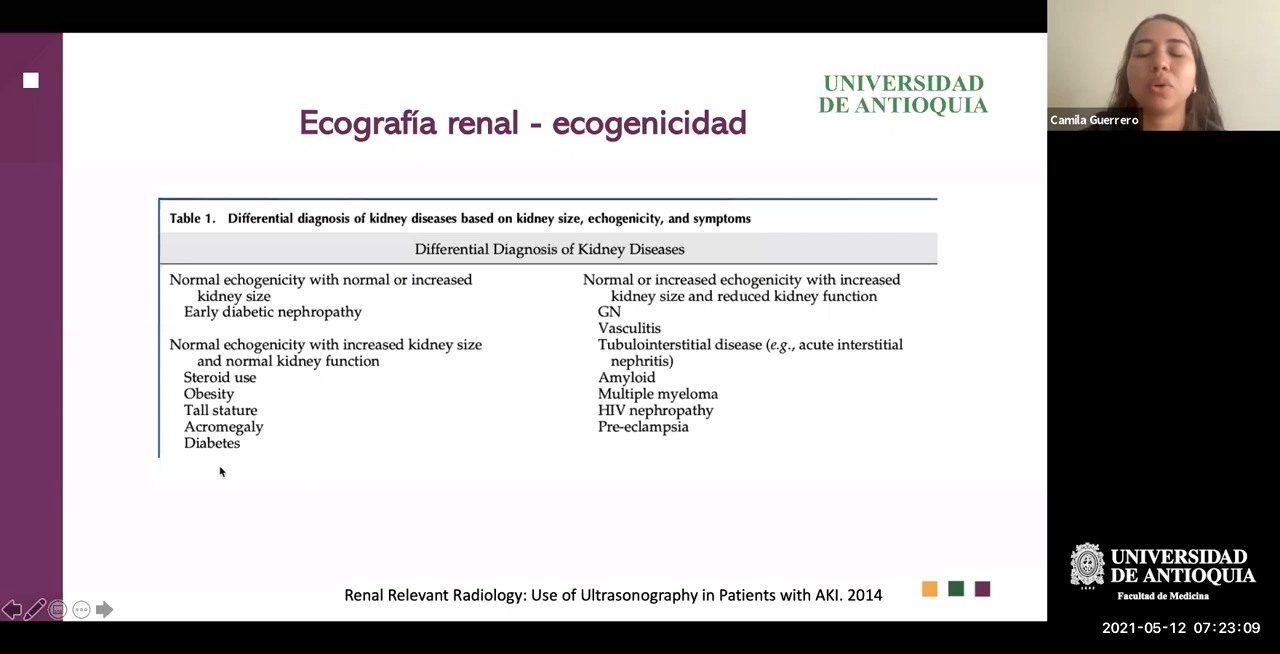 UNIVERSIDAD
DE ANTIOQUIA
Ecografía renal - ecogenicidad
Table 1. Differential diagnosis of kidney diseases based on kidney size, echogenicity, and symptoms
Differential Diagnosis of Kidney Diseases
Normal echogenicity with normal or increased
kidney size
Early diabetic nephropathy
Normal echogenicity with increased kidney size
and normal kidney function
Steroid use
Obesity
Tall stature
Acromegaly
Diabetes
Normal or increased echogenicity with increased
kidney size and reduced kidney function
GN
Vasculitis
Tubulointerstitial disease (e.g., acute interstitial
nephritis)
Amyloid
Multiple myeloma
HIV nephropathy
Pre-eclampsia
Renal Relevant Radiology: Use of Ultrasonography in Patients with AKI. 2014
Camila Guerrero
UNIVERSIDAD
DE ANTIOQUIA
Facultad de Medicina
2021-05-12 07:23:09